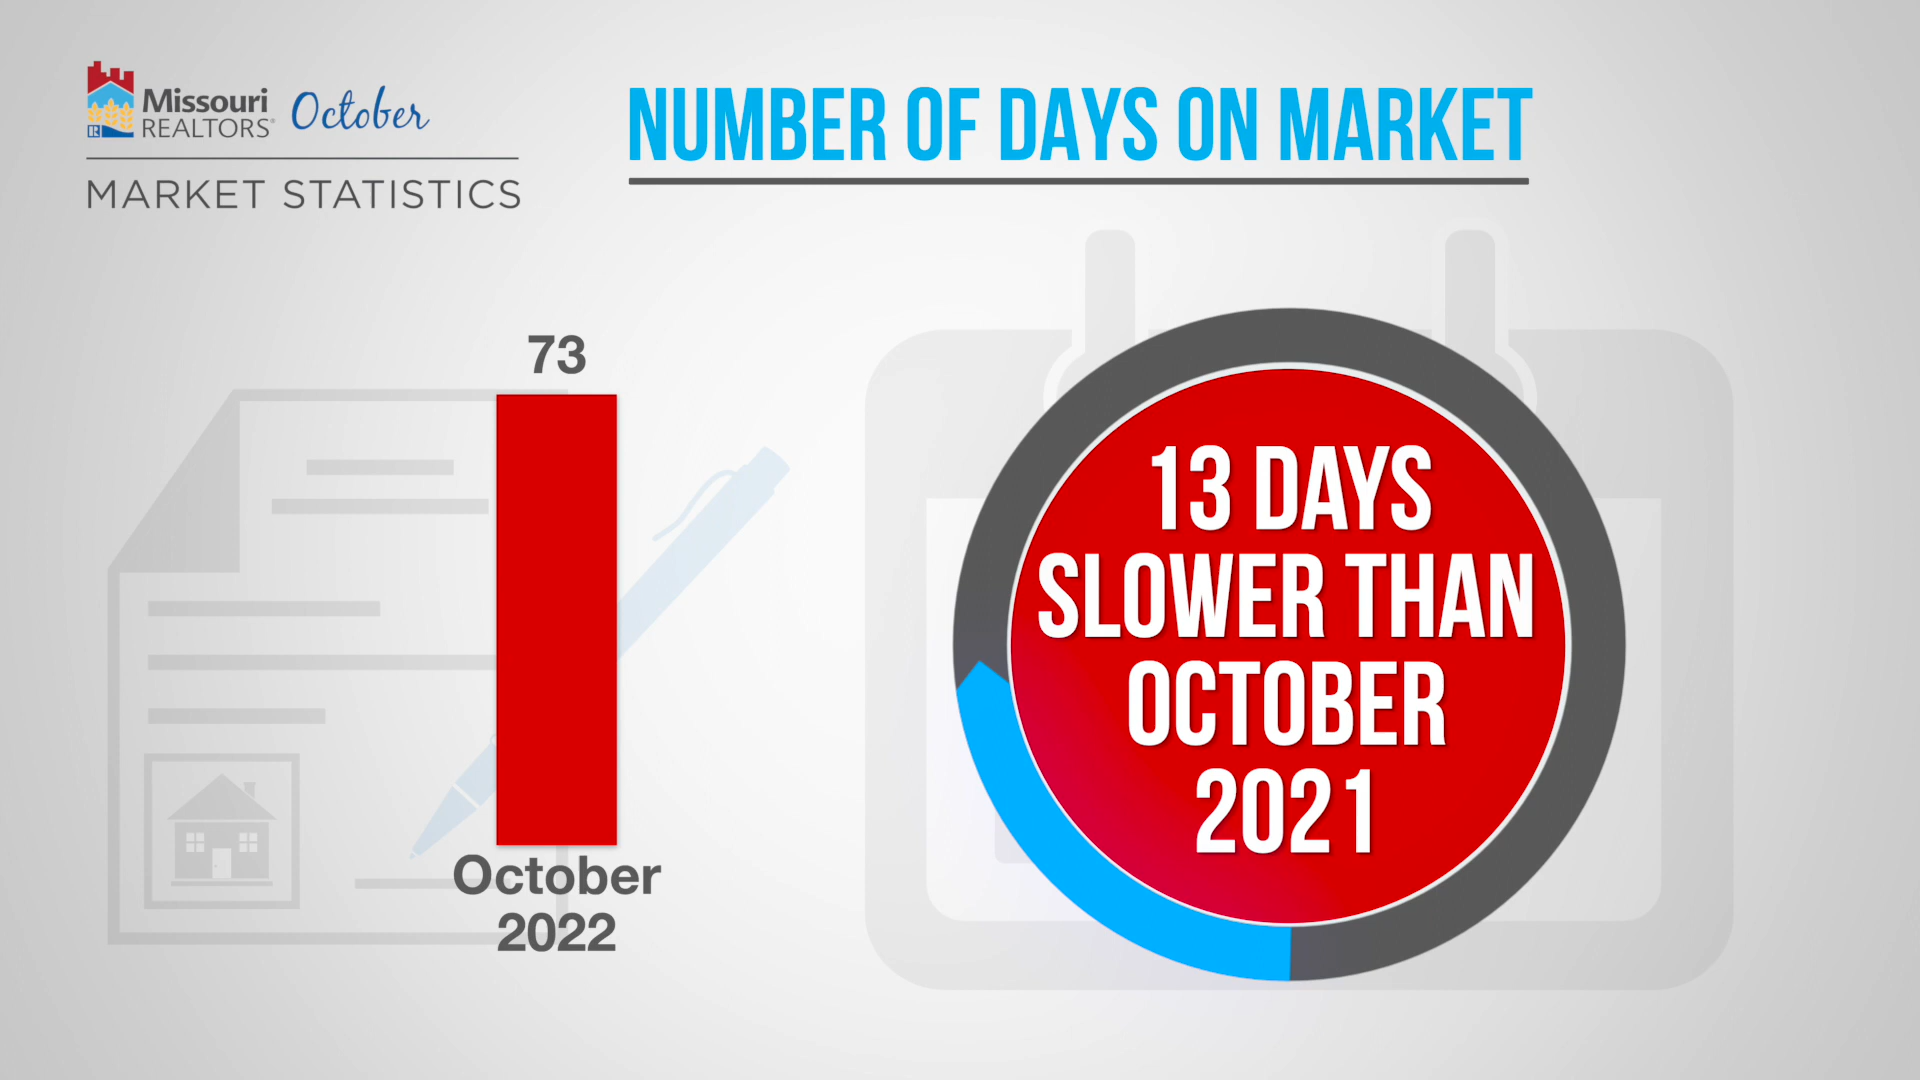 Missouri
REALTORS®
October
MARKET STATISTICS
NUMBER OF DAYS ON MARKET
73
October
2022
13 DAYS
SLOWER THAN
OCTOBER
2021